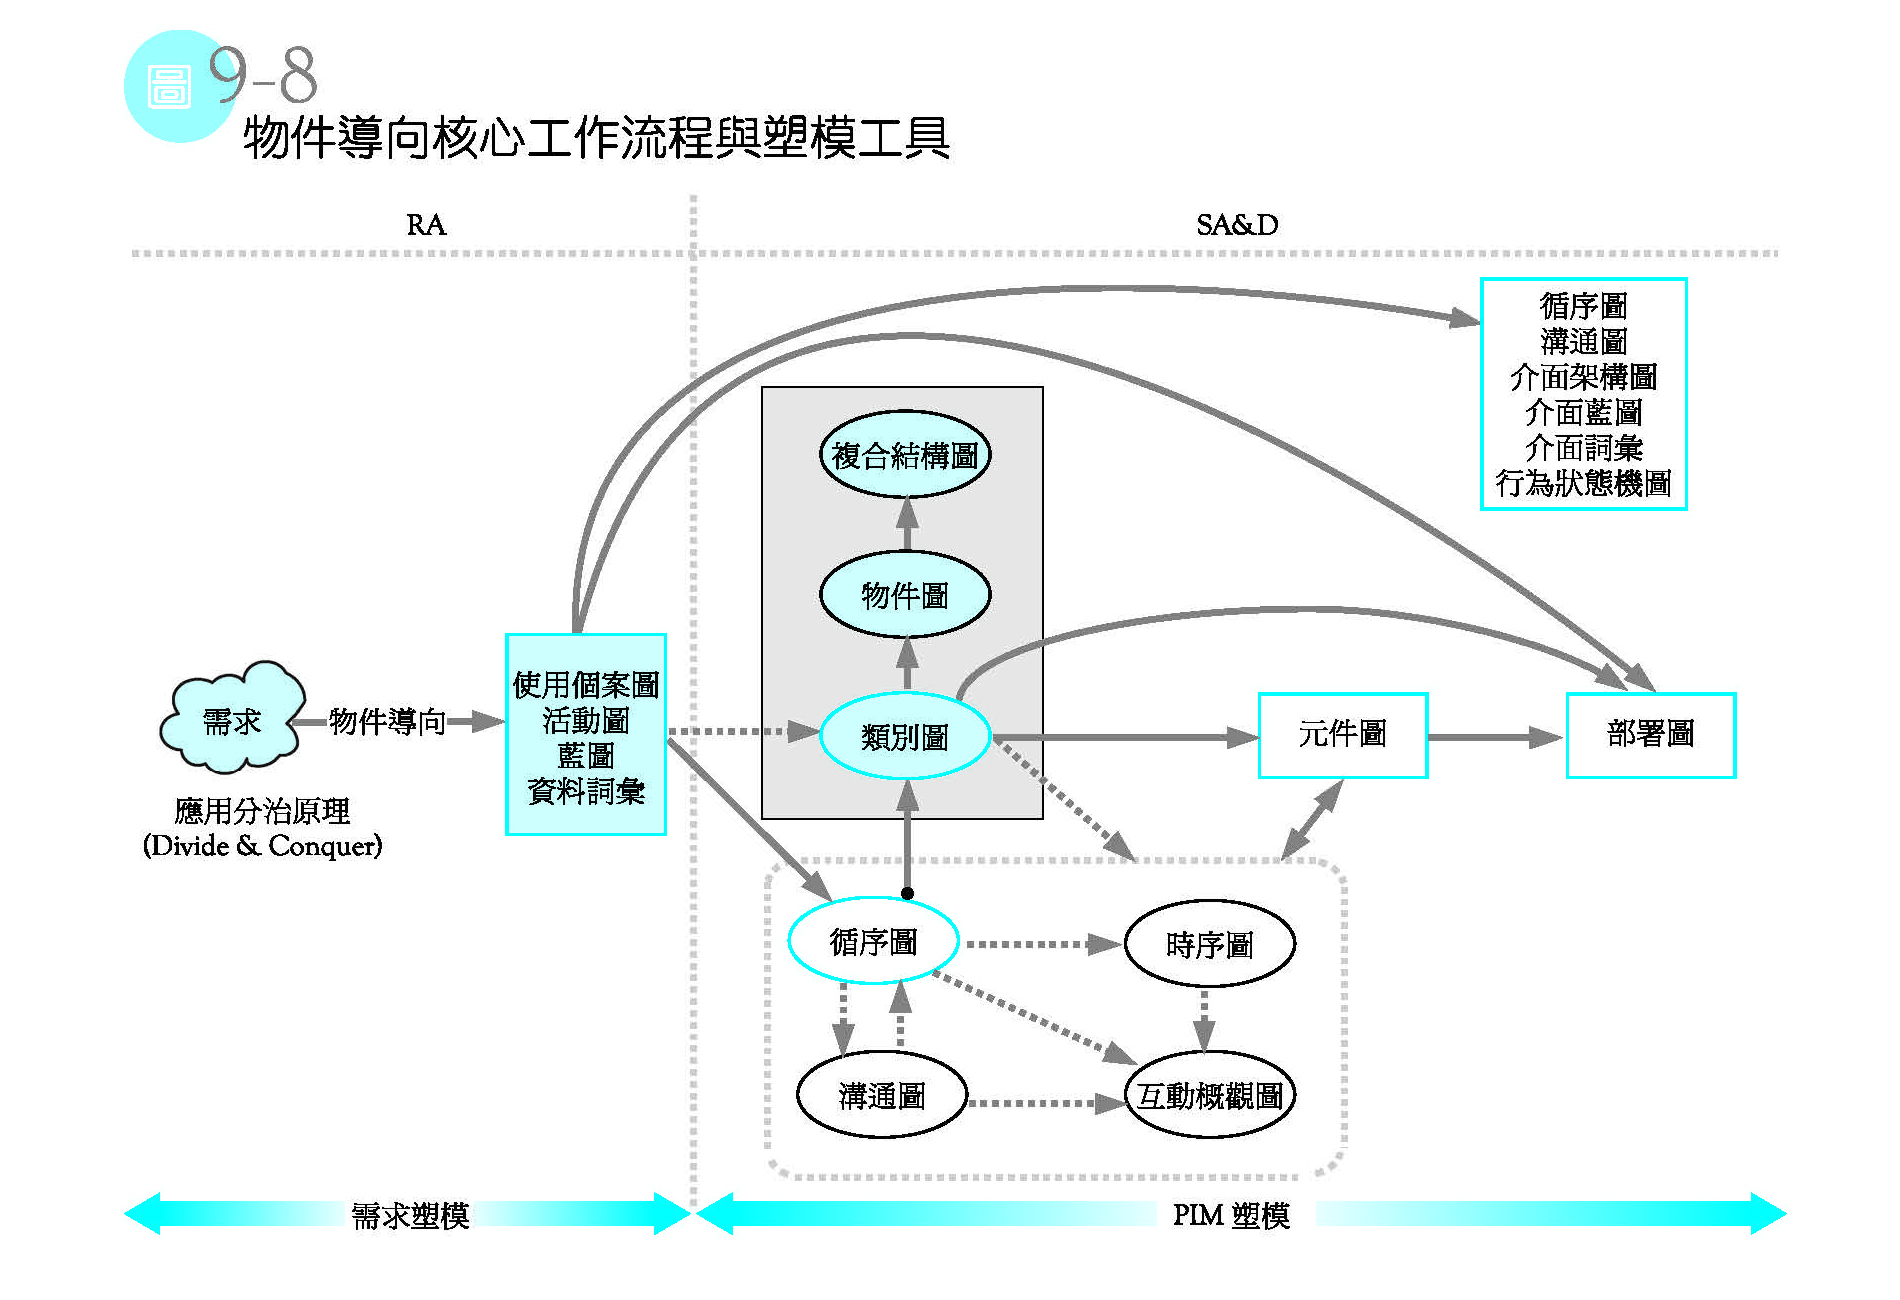 圖 9-8
物件導向核心工作流程與塑模工具
RA
SA&D
循序圖
溝通圖
介面架構圖
介面藍圖
介面詞彙
行為狀態機圖
複合結構圖
物件圖
需求
物件導向
使用個案圖
活動圖
藍圖
資料詞彙
類別圖
元件圖
部署圖
應用分治原理
(Divide & Conquer)
循序圖
時序圖
溝通圖
互動概觀圖
需求塑模
PIM 塑模